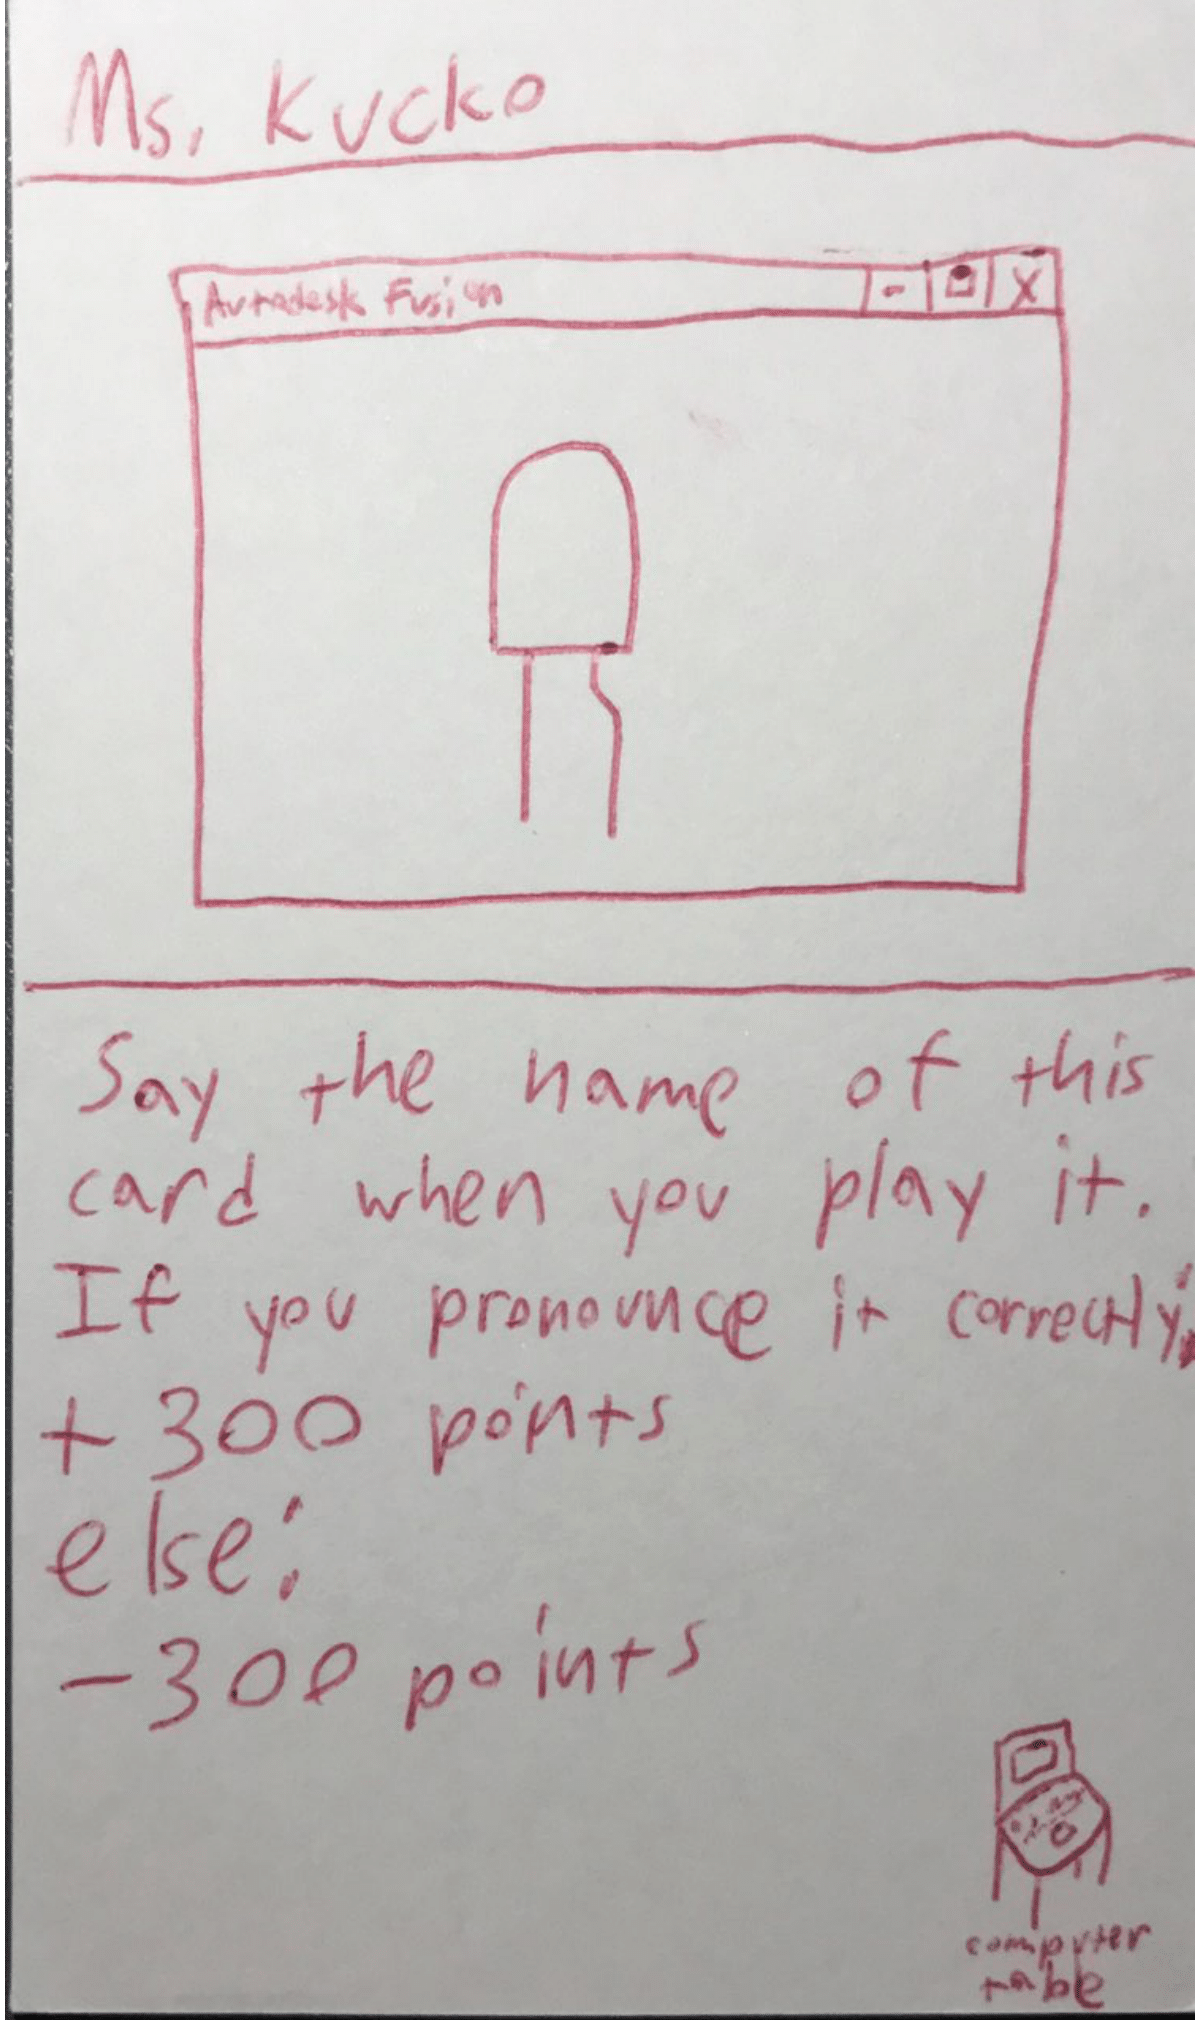 Ms. Kucko
Autodesk Fusion - X
Say the name of this
card when you play it.
If you pronounce it correctly:
+300 points
else:
-300 points
computer
table